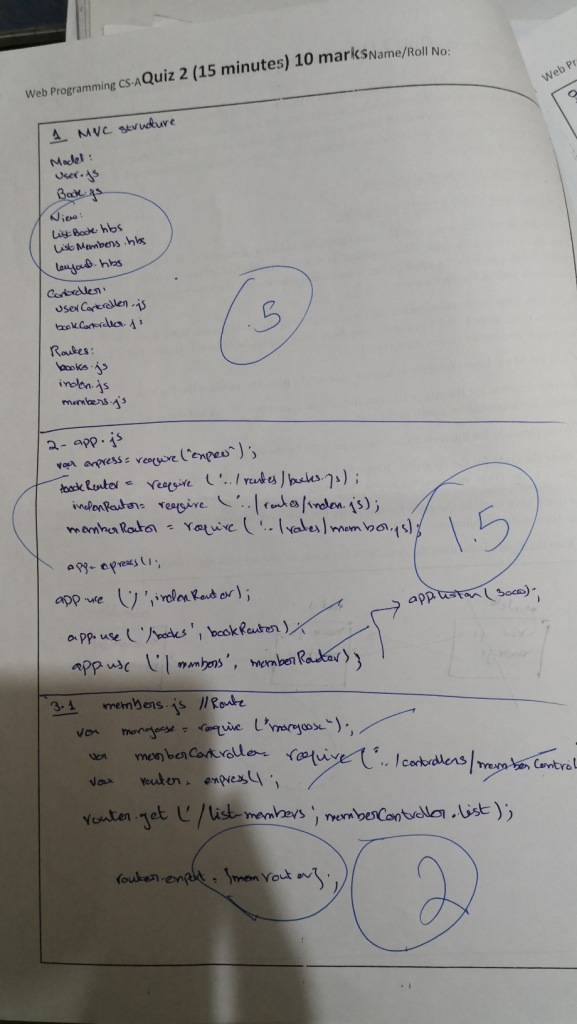 Web Programming CS-A Quiz 2 (15 minutes) 10 marks Name/Roll No:
Web Pr
1 MVC structure
Model:
User.js
Book.js
View:
ListBook.hbs
ListMembers.hbs
layout.hbs
Controller:
userController.js
bookController.js
.5
Routes:
books.js
index.js
members.js
2- app.js
var express = require("express");
bookRouter = require('../routes/books.js);
indexRouter = require('../routes/index.js);
memberRouter = require('../routes/member.js);
1.5
app = express();
app.use('/', indexRouter);
app.listen(3000);
app.use('/books', bookRouter);
app.use('/members', memberRouter);
3.1 members.js //Route
var mongoose = require("mongoose");
var memberController = require('../controllers/memberControl
var router = express();
router.get('/list-members', memberController.list);
router.export = {memrouter};
2